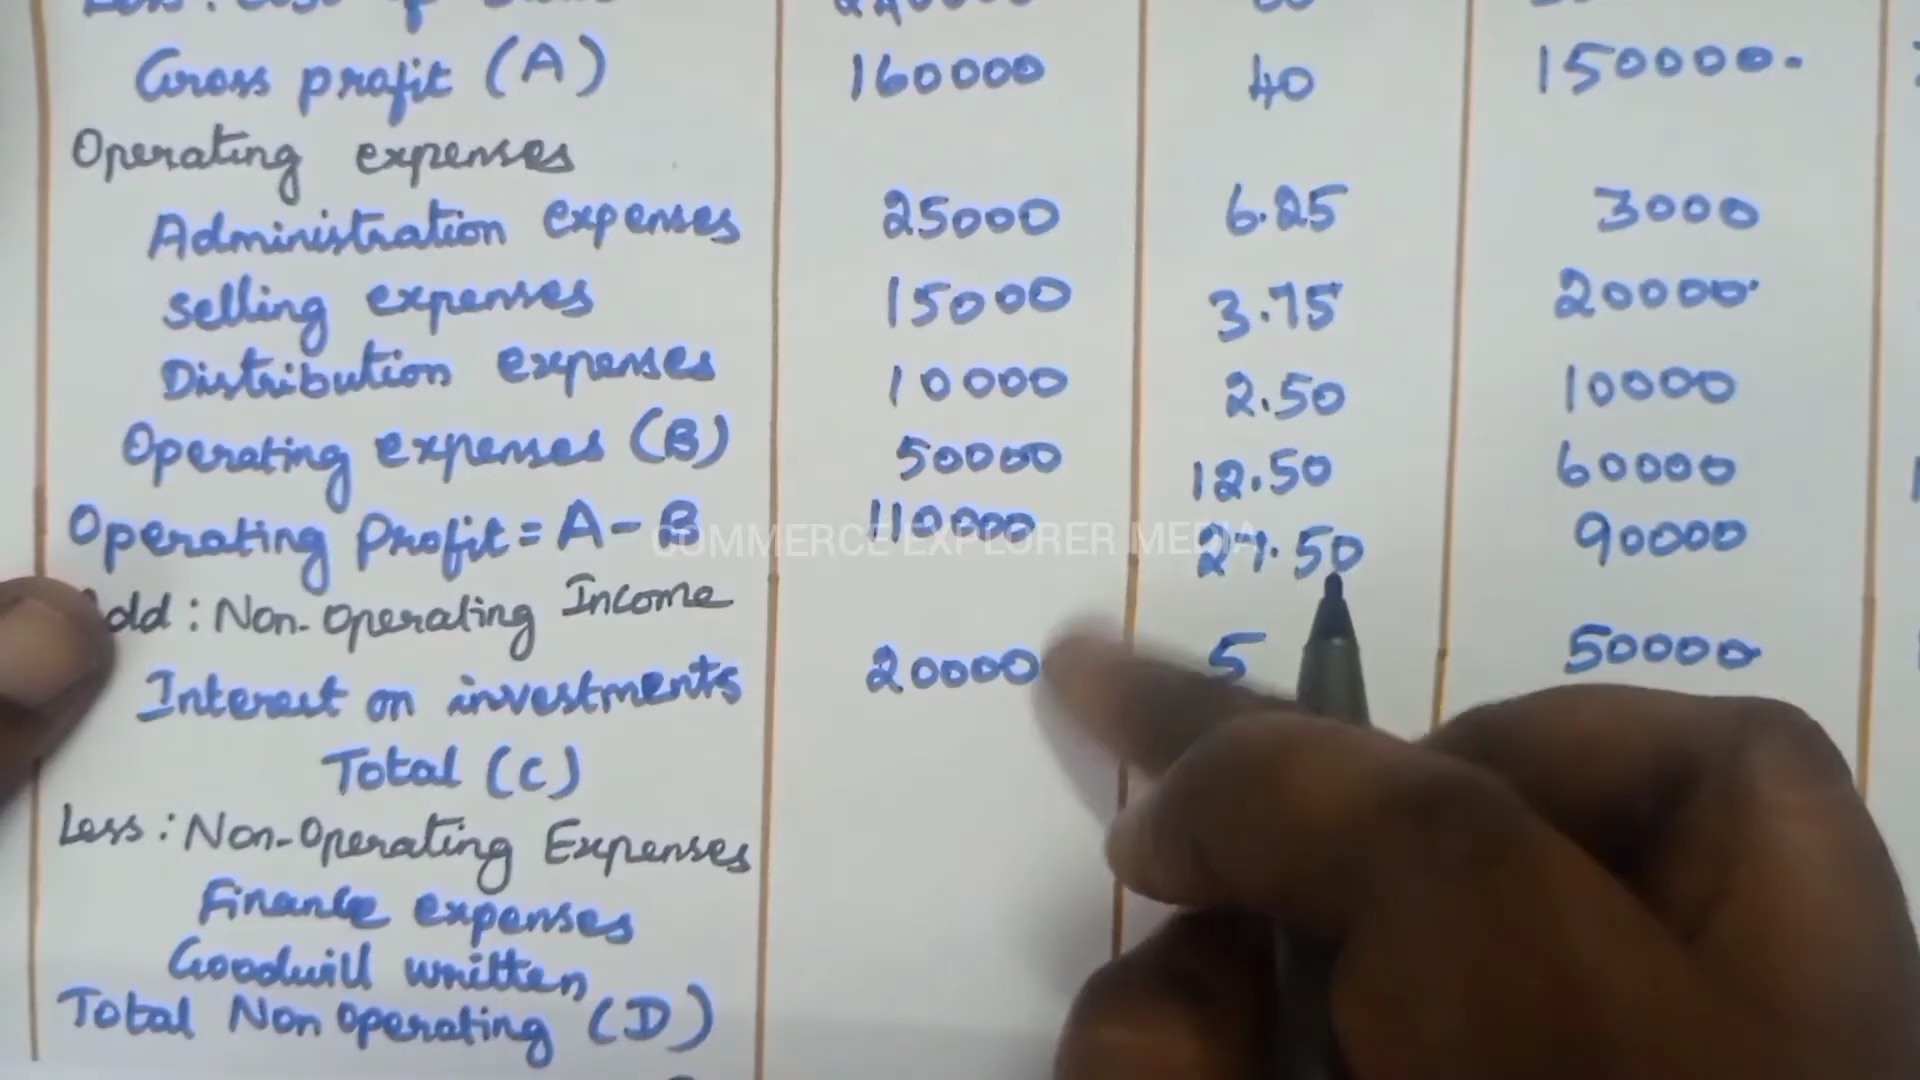 Gross profit (A) 160000 40 150000.
Operating expenses
Administration expenses 25000 6.25 3000
Selling expenses 15000 3.75 20000
Distribution expenses 10000 2.50 10000
Operating expenses (B) 50000 12.50 60000
Operating Profit = A - B 110000 27.50 90000
COMMERCE EXPLORER MEDIA
Add: Non-Operating Income
Interest on investments 20000 5 50000
Total (C)
Less: Non-Operating Expenses
Finance expenses
Goodwill written
Total Non Operating (D)